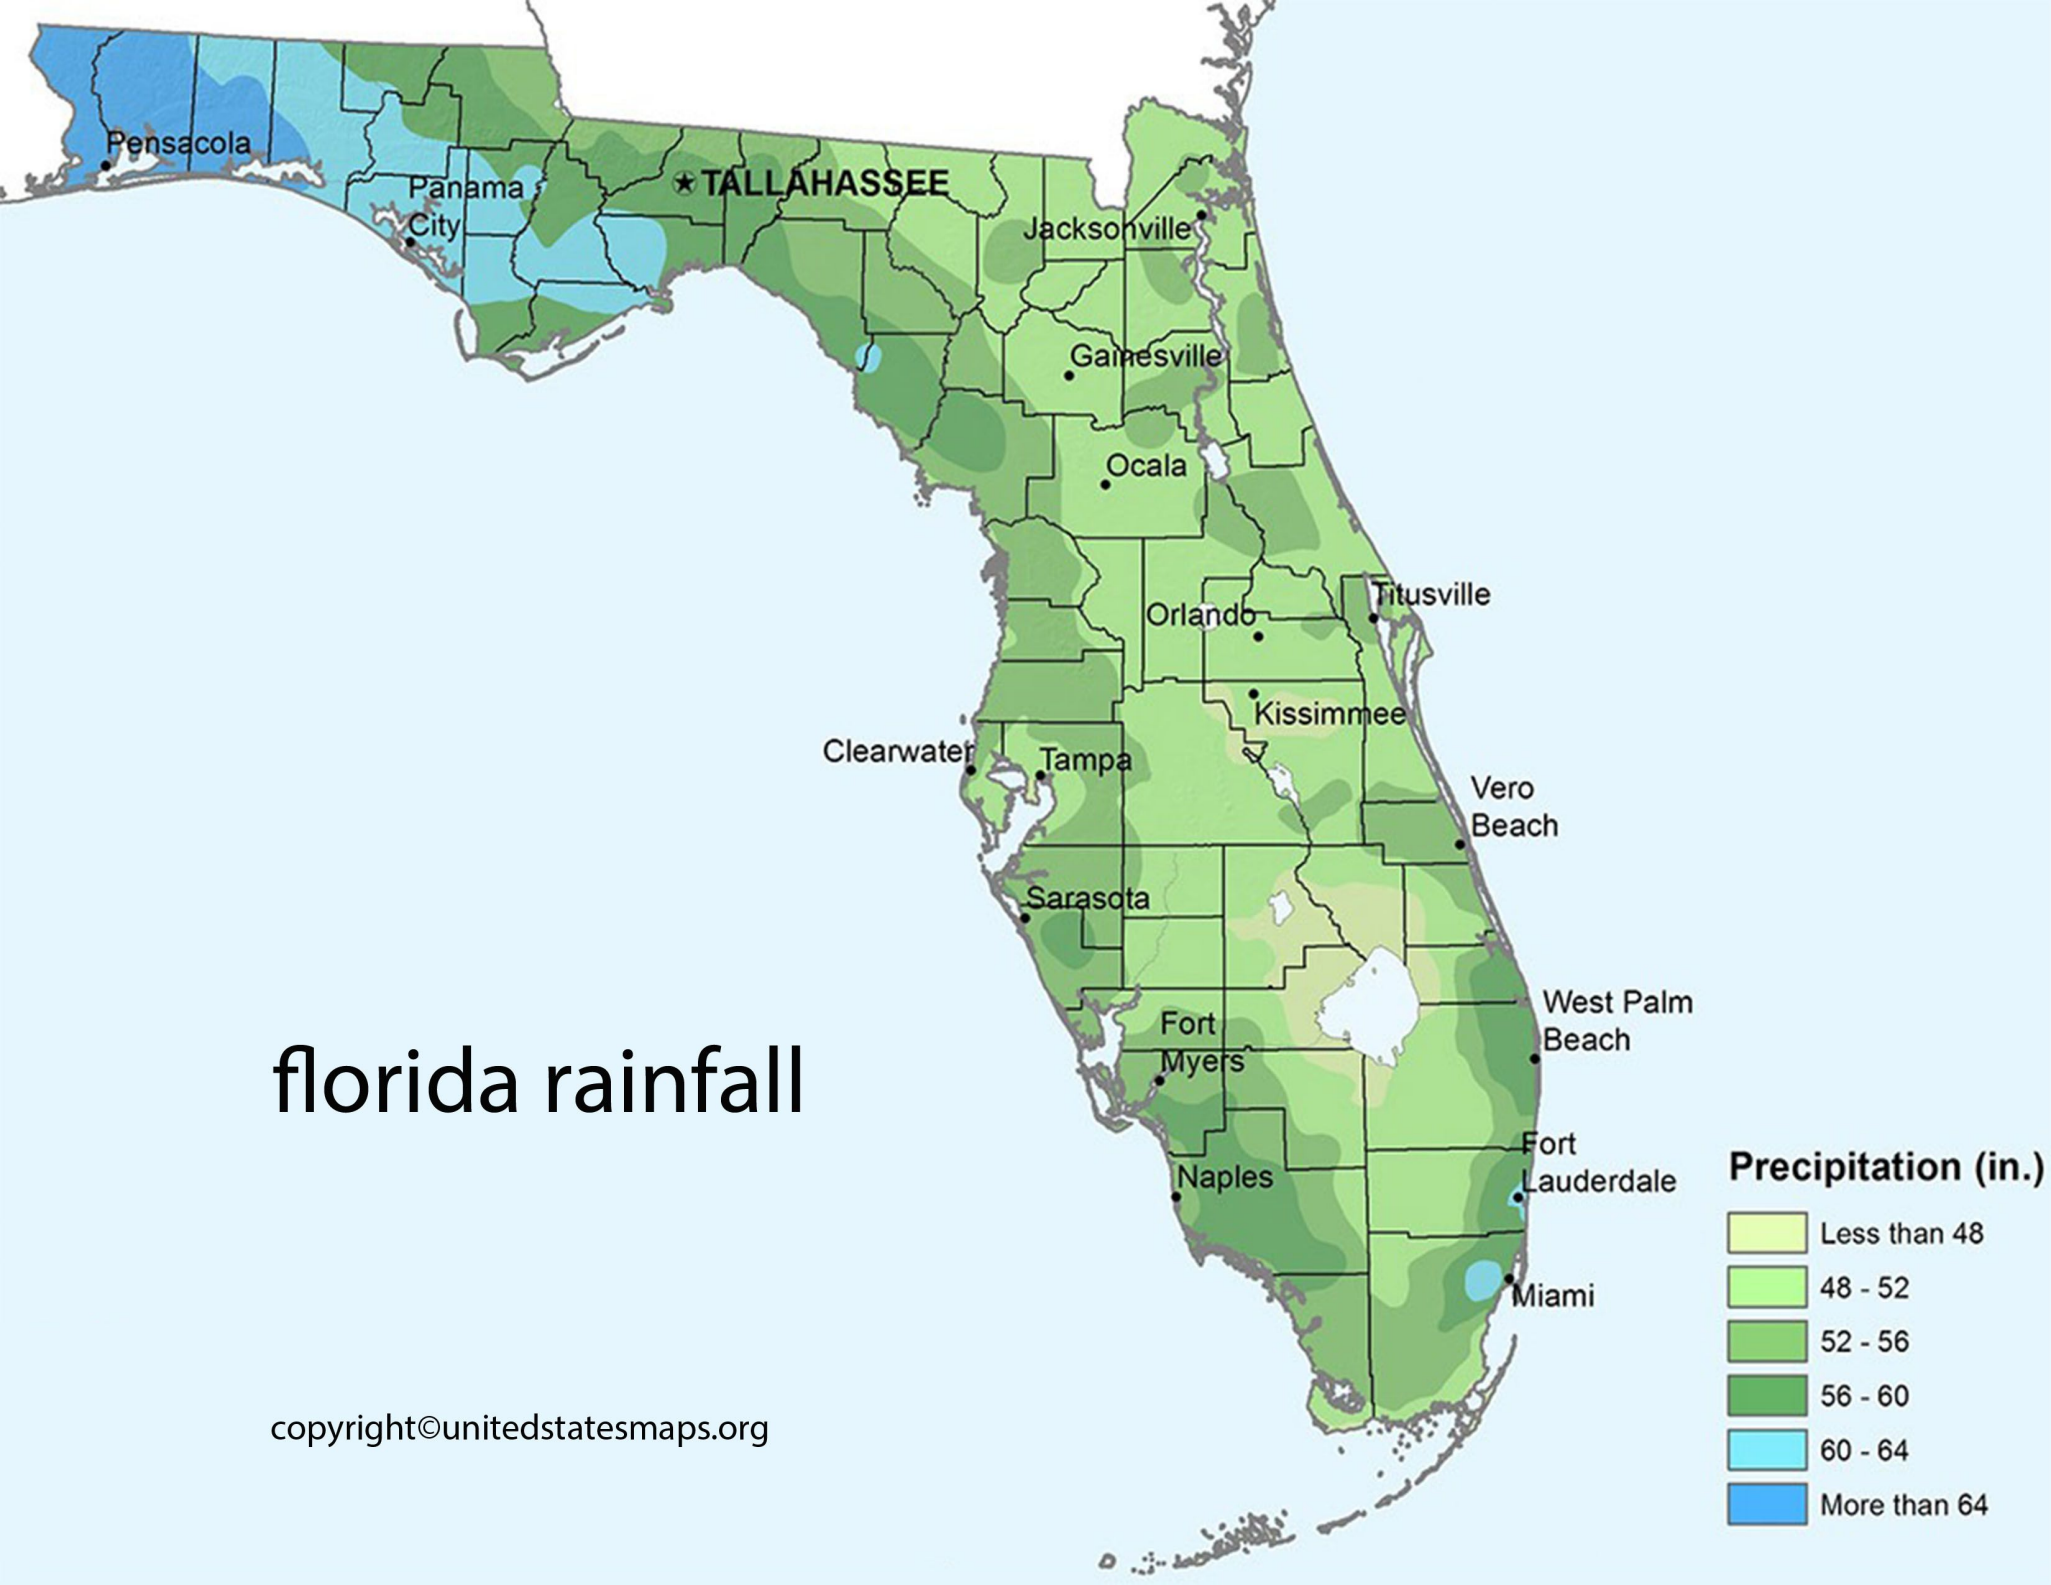 Pensacola
Panama
City
TALLAHASSEE
Jacksonville
Gainesville
Ocala
Titusville
Orlando
Kissimmee
Clearwater
Tampa
Vero
Beach
Sarasota
West Palm
Beach
Fort
Myers
florida rainfall
Fort
Lauderdale
Naples
Miami
Precipitation (in.)
Less than 48
48 - 52
52 - 56
56 - 60
60 - 64
More than 64
copyright©unitedstatesmaps.org